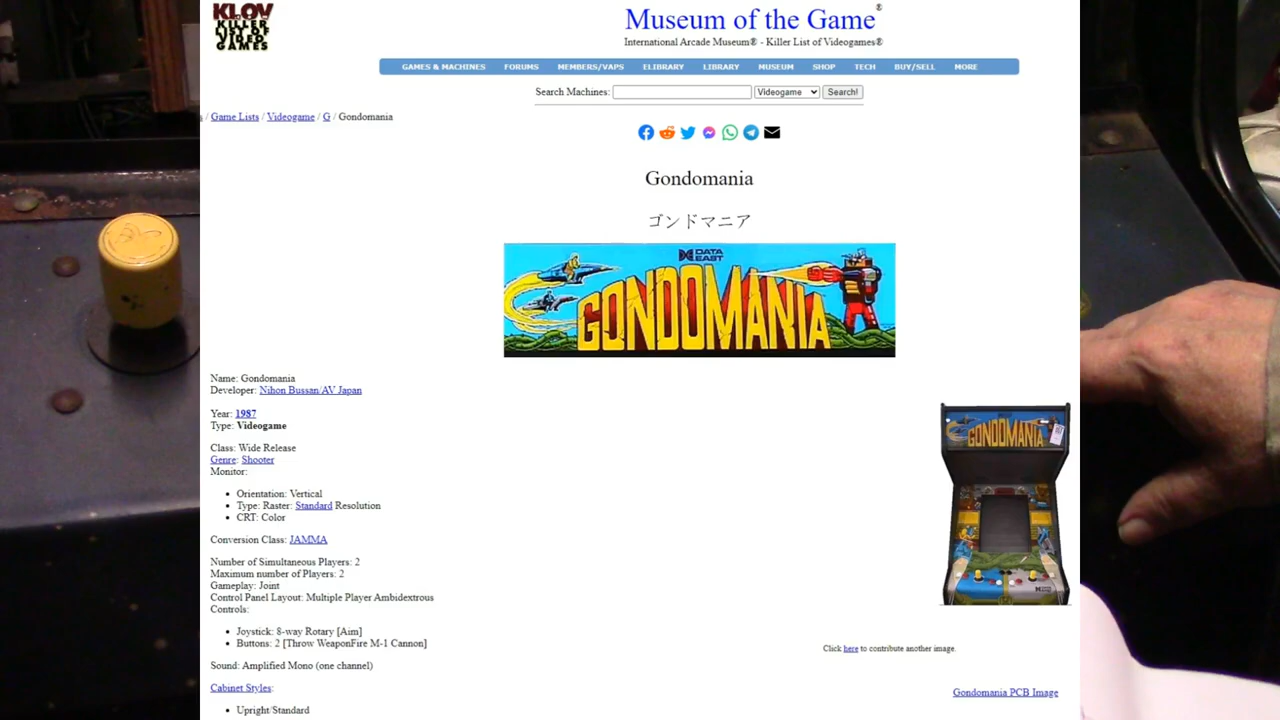 KLOV
KILLER
LIST OF
VIDEO
GAMES
Museum of the Game®
International Arcade Museum® - Killer List of Videogames®
GAMES & MACHINES FORUMS MEMBERS/VAPS ELIBRARY LIBRARY MUSEUM SHOP TECH BUY/SELL MORE
Search Machines: Videogame Search!
/ Game Lists / Videogame / G / Gondomania
Gondomania
ゴンドマニア
DATA EAST
GONDOMANIA
Name: Gondomania
Developer: Nihon Bussan/AV Japan
Year: 1987
Type: Videogame
Class: Wide Release
Genre: Shooter
Monitor:
• Orientation: Vertical
• Type: Raster: Standard Resolution
• CRT: Color
GONDOMANIA
Conversion Class: JAMMA
Number of Simultaneous Players: 2
Maximum number of Players: 2
Gameplay: Joint
Control Panel Layout: Multiple Player Ambidextrous
Controls:
• Joystick: 8-way Rotary [Aim]
• Buttons: 2 [Throw WeaponFire M-1 Cannon]
Click here to contribute another image.
Sound: Amplified Mono (one channel)
Cabinet Styles:
Gondomania PCB Image
• Upright/Standard